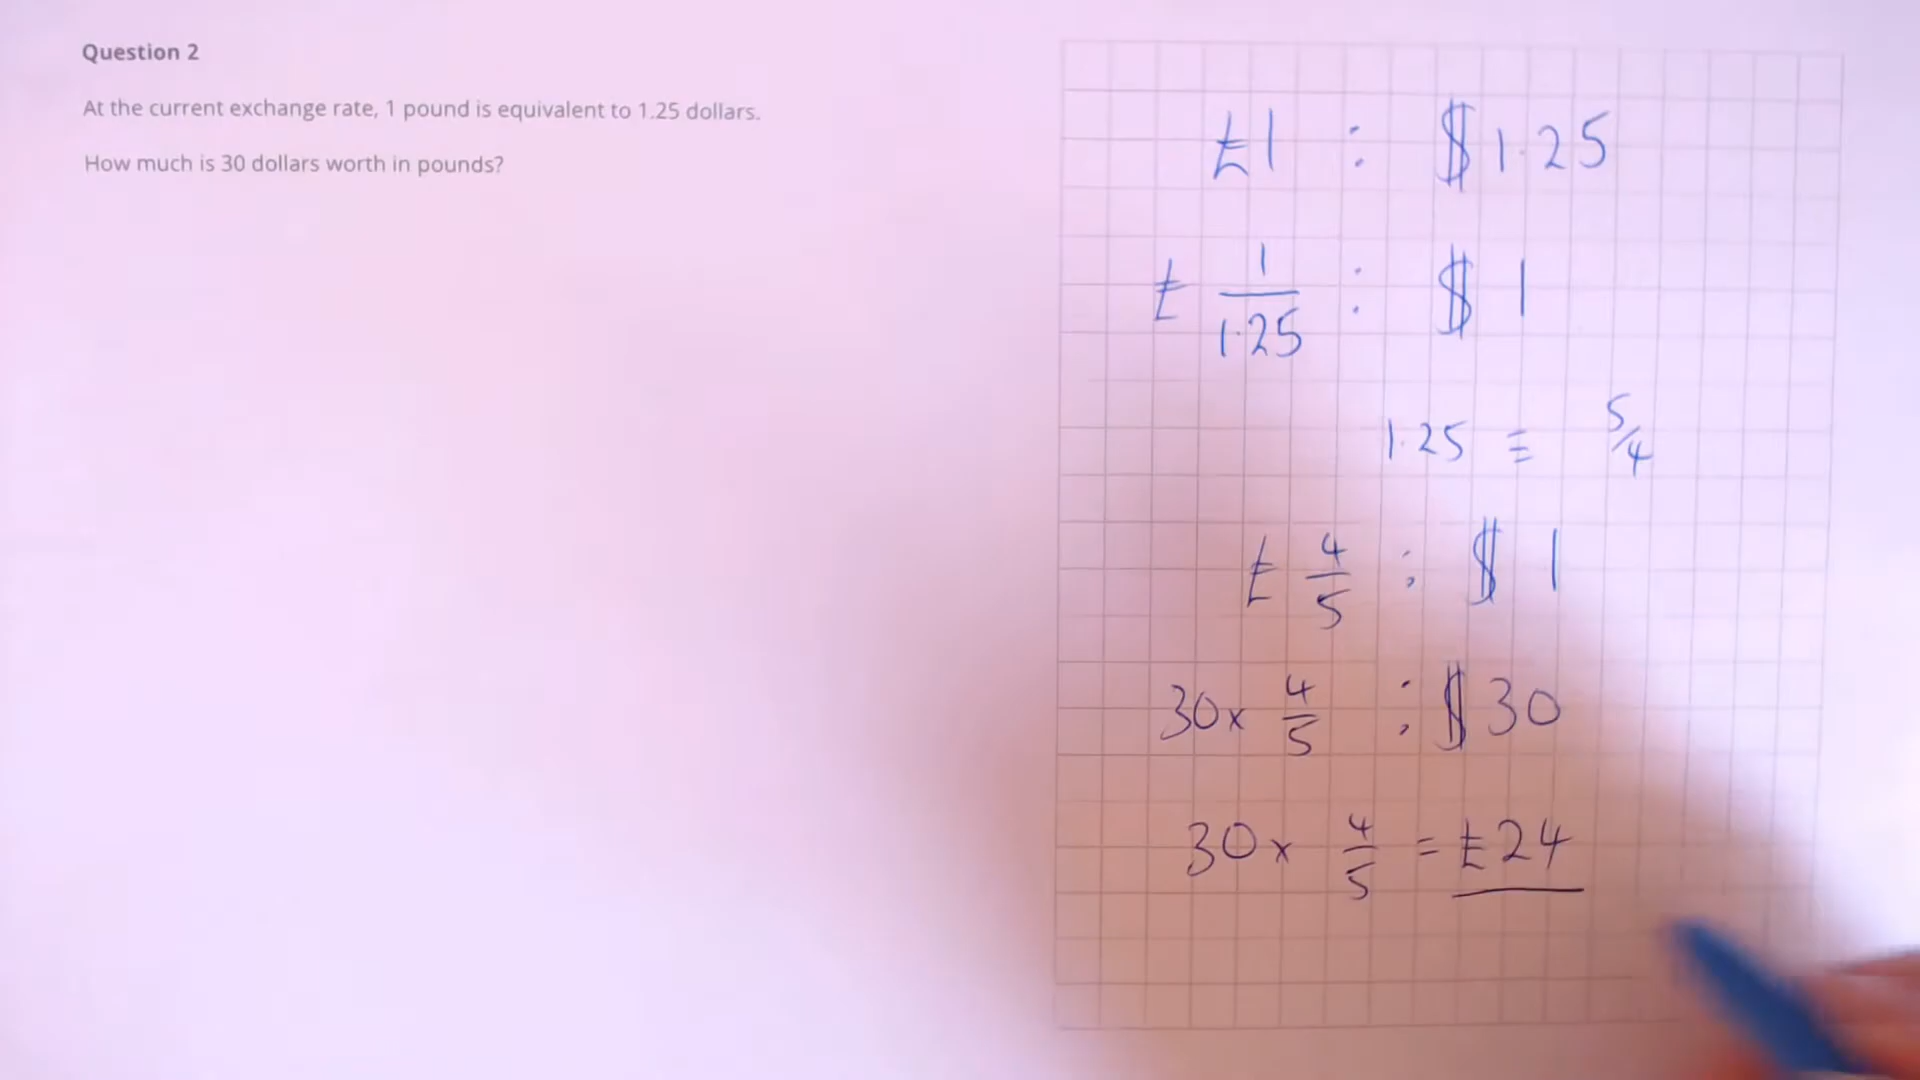 Question 2
At the current exchange rate, 1 pound is equivalent to 1.25 dollars.
How much is 30 dollars worth in pounds?
£1 : $1.25
£ 1/1.25 : $ 1
1.25 ≡ 5/4
£ 4/5 : $ 1
30 x 4/5 : $30
30 x 4/5 = £24